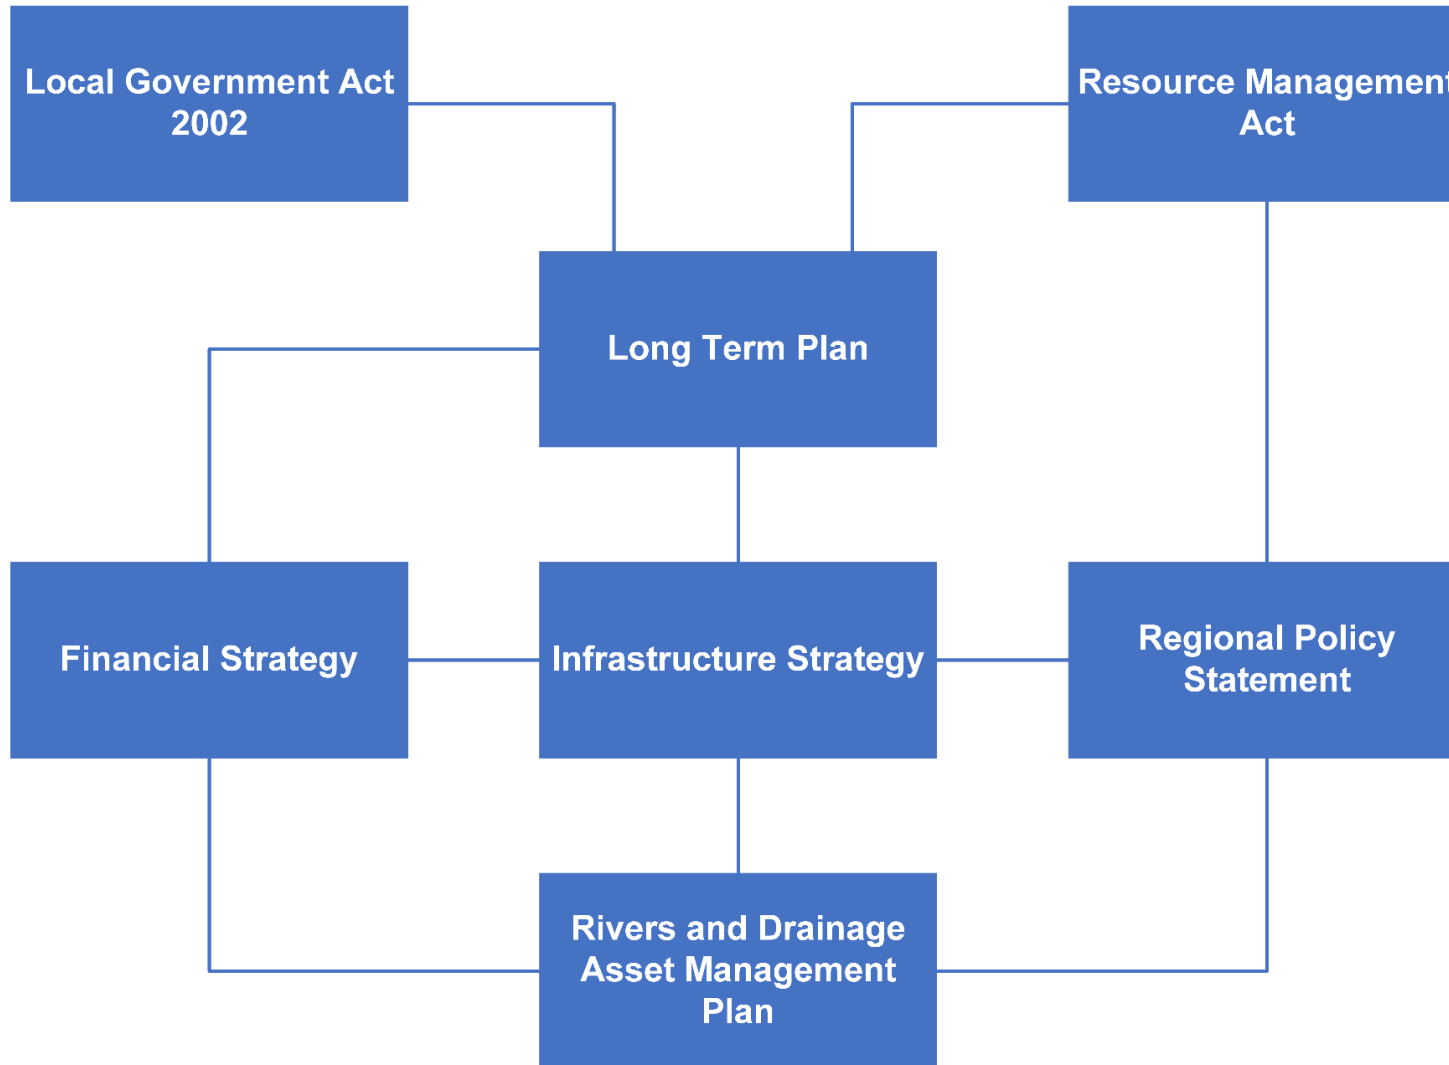 Local Government Act
2002
Resource Management
Act
Long Term Plan
Financial Strategy
Infrastructure Strategy
Regional Policy
Statement
Rivers and Drainage
Asset Management
Plan